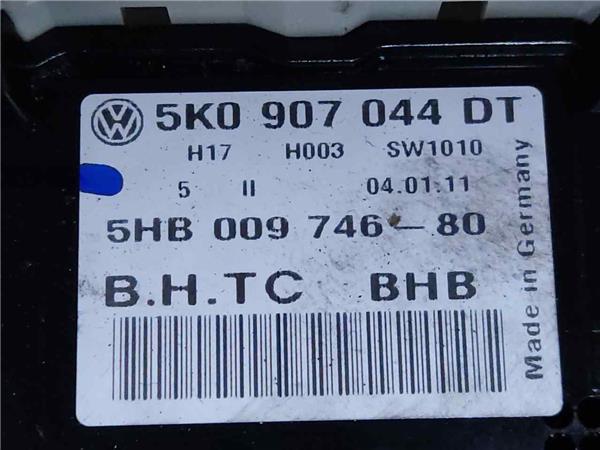 5K0 907 044 DT
H17 H003 SW1010
5 II 04.01.11
5HB 009 746-80
B.H.TC BHB
Made in Germany